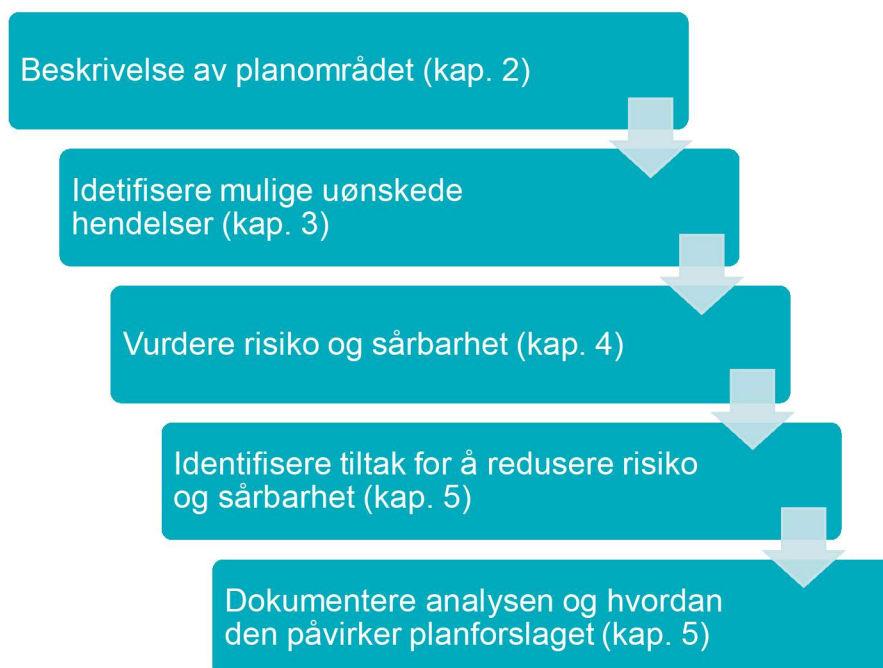 Beskrivelse av planområdet (kap. 2)
Idetifisere mulige uønskede
hendelser (kap. 3)
Vurdere risiko og sårbarhet (kap. 4)
Identifisere tiltak for å redusere risiko
og sårbarhet (kap. 5)
Dokumentere analysen og hvordan
den påvirker planforslaget (kap. 5)